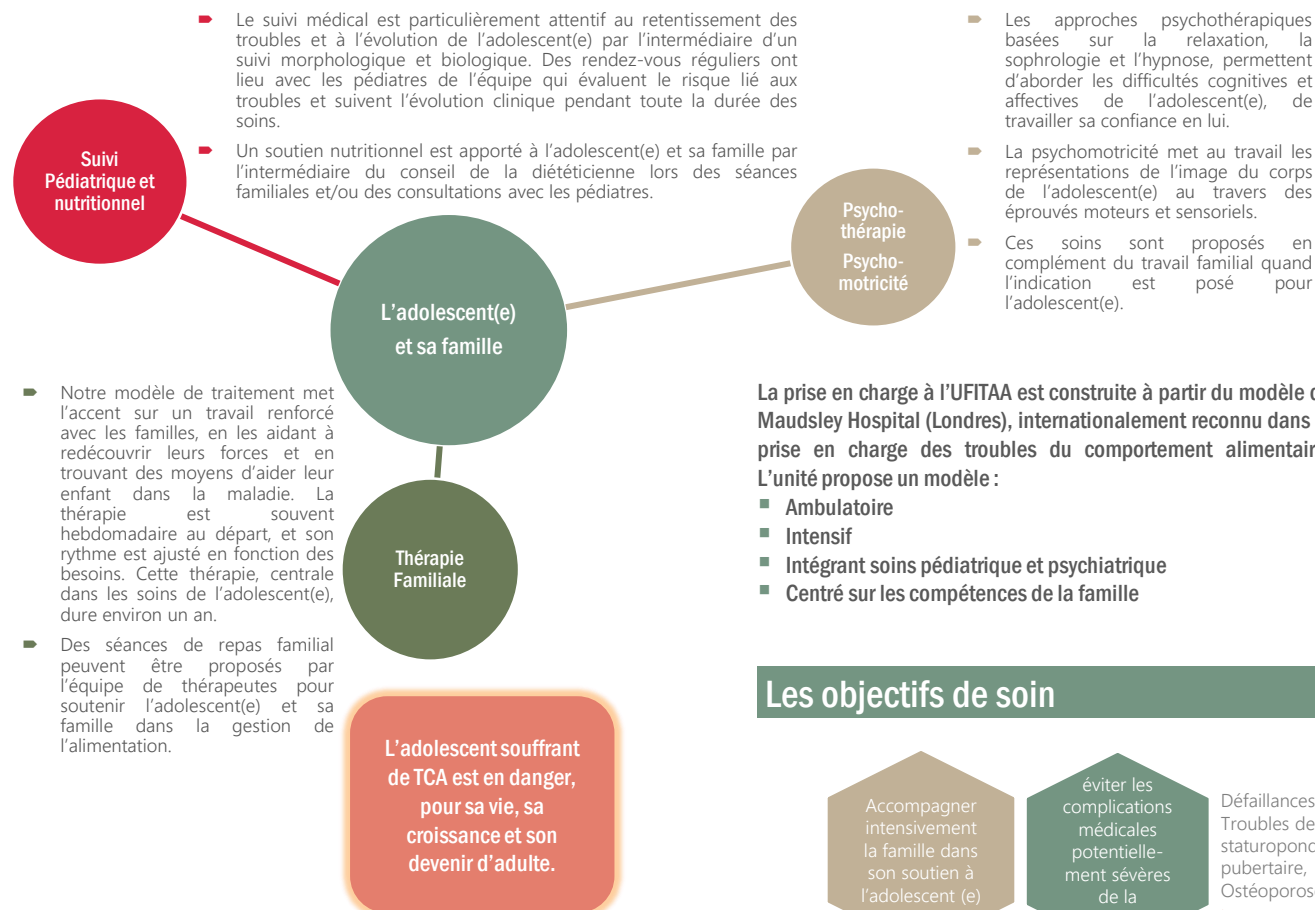 Le suivi médical est particulièrement attentif au retentissement des
troubles et à l'évolution de l'adolescent(e) par l'intermédiaire d'un
suivi morphologique et biologique. Des rendez-vous réguliers ont
lieu avec les pédiatres de l'équipe qui évaluent le risque lié aux
troubles et suivent l'évolution clinique pendant toute la durée des
soins.
Un soutien nutritionnel est apporté à l'adolescent(e) et sa famille par
l'intermédiaire du conseil de la diététicienne lors des séances
familiales et/ou des consultations avec les pédiatres.
Suivi
Pédiatrique et
nutritionnel
L'adolescent(e)
et sa famille
Psycho-
thérapie
Psycho-
motricité
Les approches psychothérapiques
basées sur la relaxation, la
sophrologie et l'hypnose, permettent
d'aborder les difficultés cognitives et
affectives de l'adolescent(e), de
travailler sa confiance en lui.
La psychomotricité met au travail les
représentations de l'image du corps
de l'adolescent(e) au travers des
éprouvés moteurs et sensoriels.
Ces soins sont proposés en
complément du travail familial quand
l'indication est posé pour
l'adolescent(e).
Notre modèle de traitement met
l'accent sur un travail renforcé
avec les familles, en les aidant à
redécouvrir leurs forces et en
trouvant des moyens d'aider leur
enfant dans la maladie. La
thérapie est souvent
hebdomadaire au départ, et son
rythme est ajusté en fonction des
besoins. Cette thérapie, centrale
dans les soins de l'adolescent(e),
dure environ un an.
Des séances de repas familial
peuvent être proposés par
l'équipe de thérapeutes pour
soutenir l'adolescent(e) et sa
famille dans la gestion de
l'alimentation.
Thérapie
Familiale
L'adolescent souffrant
de TCA est en danger,
pour sa vie, sa
croissance et son
devenir d'adulte.
La prise en charge à l'UFITAA est construite à partir du modèle
Maudsley Hospital (Londres), internationalement reconnu dans
prise en charge des troubles du comportement
L'unité propose un modèle :
Ambulatoire
Intensif
Intégrant soins pédiatrique et psychiatrique
Centré sur les compétences de la famille
Les objectifs de soin
Accompagner
intensivement
la famille dans
son soutien à
l'adolescent (e)
éviter les
complications
médicales
potentielle-
ment sévères
de la
Défaillances
Troubles de
pubertaire,